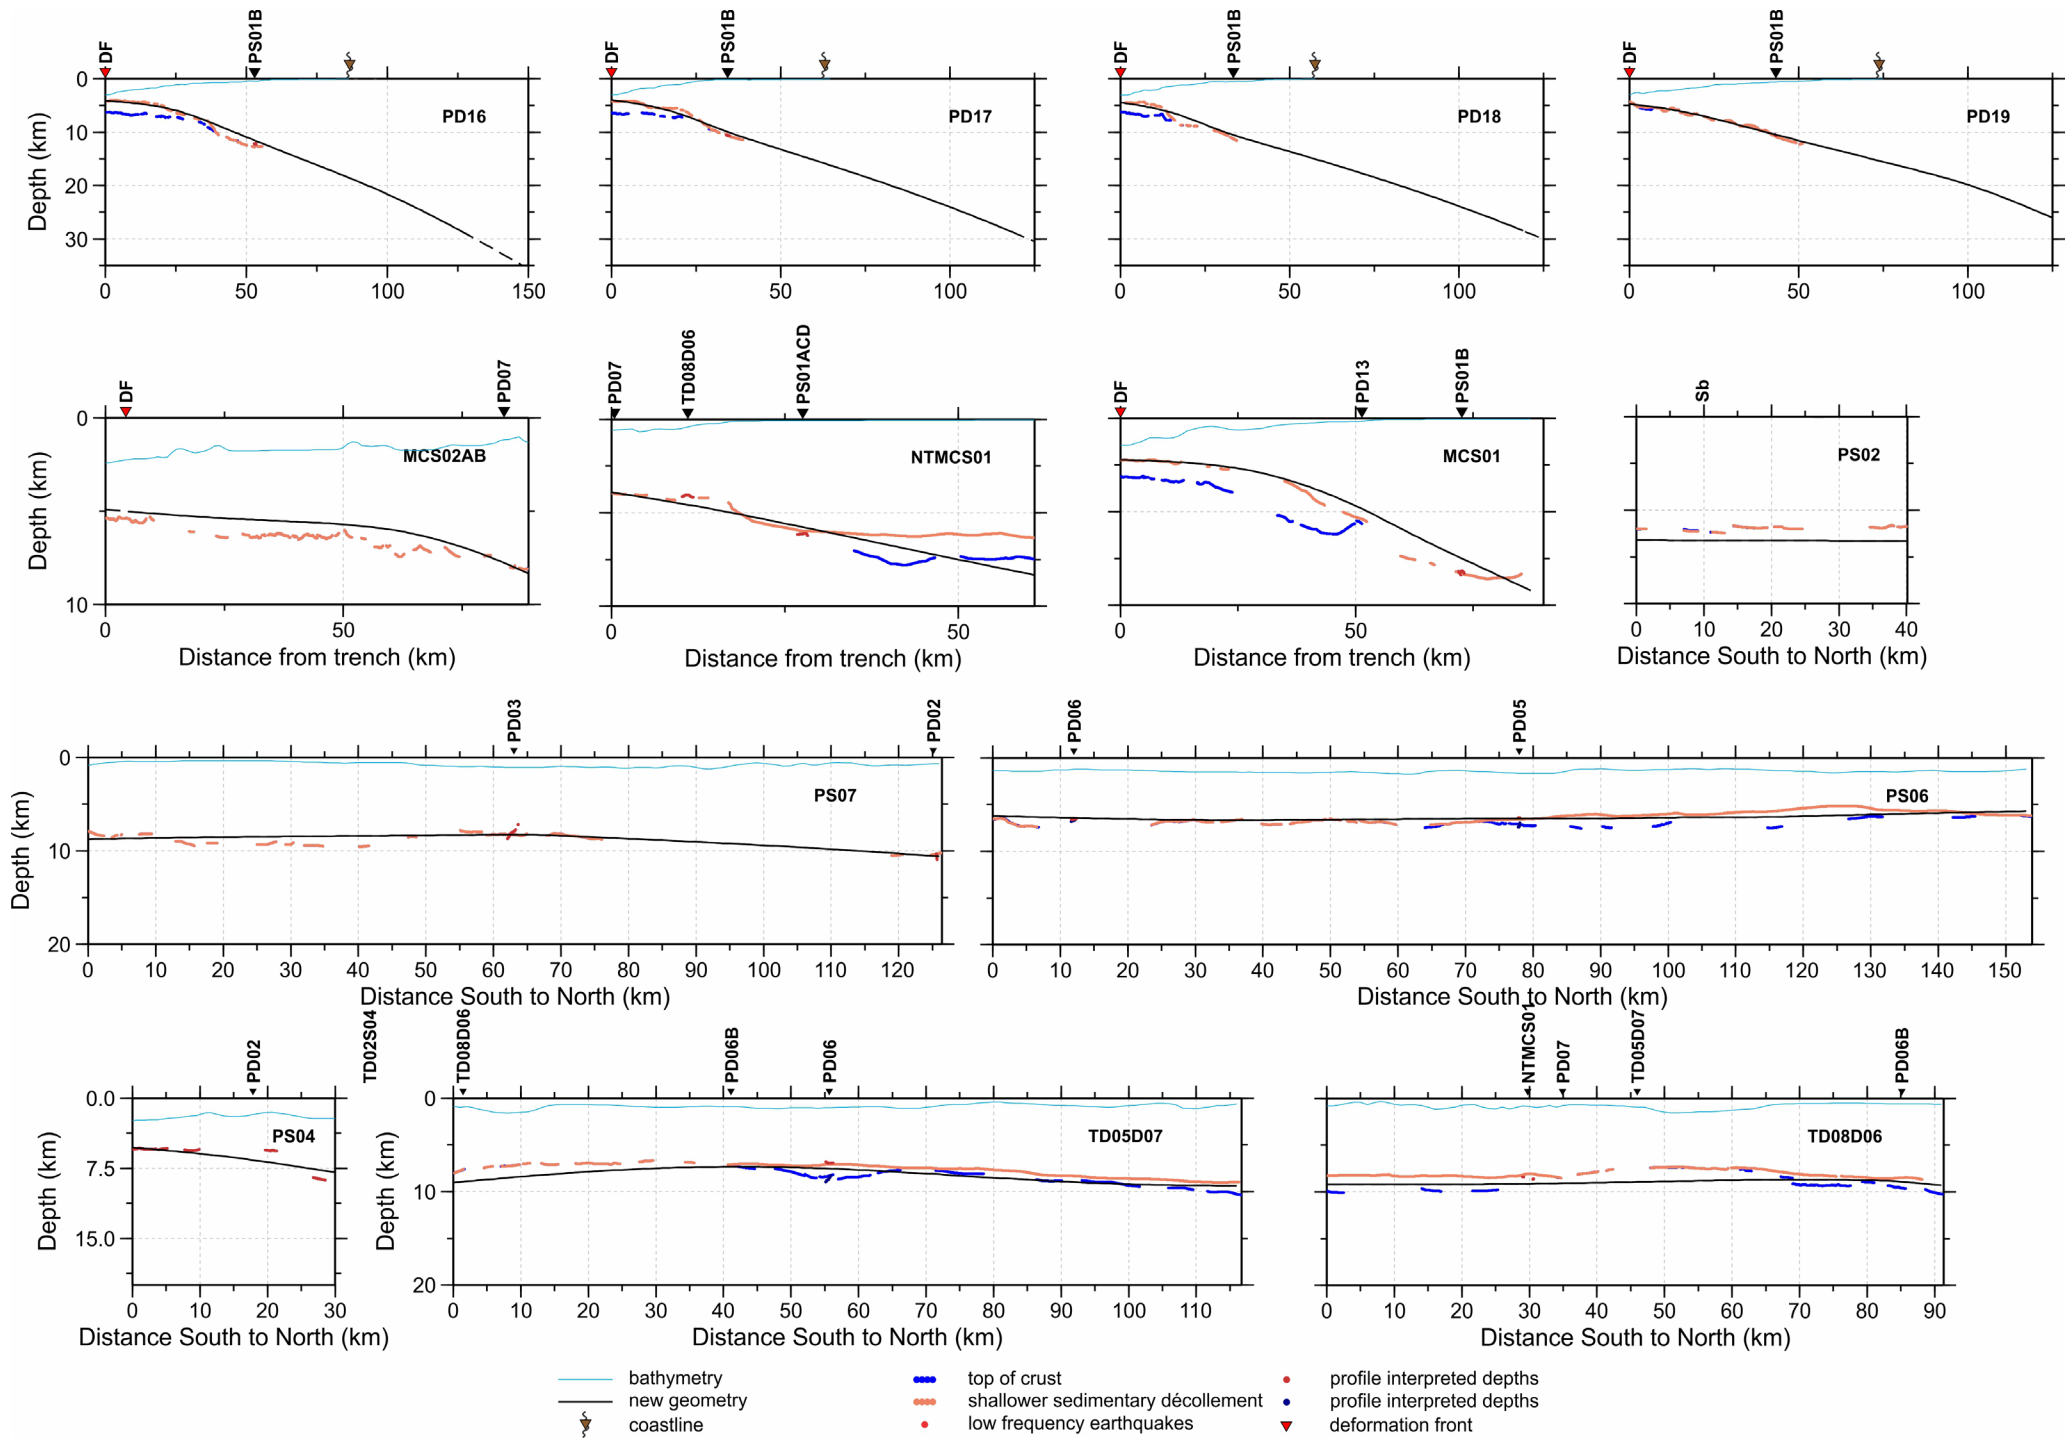 DF PS01B DF PS01B DF PS01B DF PS01B
PD16 PD17 PD18 PD19
Depth (km)
0
10
20
30
0 50 100 150 0 50 100 0 50 100 0 50 100
DF PD07 PD07 TD08D06 PS01ACD DF PD13 PS01B Sb
MCS02AB NTMCS01 MCS01 PS02
Depth (km)
0
10
0 50 0 50 0 50 0 10 20 30 40
Distance from trench (km) Distance from trench (km) Distance from trench (km) Distance South to North (km)
PD03 PD02 PD06 PD05
PS07 PS06
Depth (km)
0
10
20
0 10 20 30 40 50 60 70 80 90 100 110 120 0 10 20 30 40 50 60 70 80 90 100 110 120 130 140 150
Distance South to North (km) Distance South to North (km)
PD02 TD02S04 TD08D06 PD06B PD06 NTMCS01 PD07 TD05D07 PD06B
PS04 TD05D07 TD08D06
Depth (km) Depth (km)
0.0 0
7.5 10
15.0 20
0 10 20 30 0 10 20 30 40 50 60 70 80 90 100 110 0 10 20 30 40 50 60 70 80 90
Distance South to North (km) Distance South to North (km) Distance South to North (km)
bathymetry top of crust profile interpreted depths
new geometry shallower sedimentary décollement profile interpreted depths
coastline low frequency earthquakes deformation front